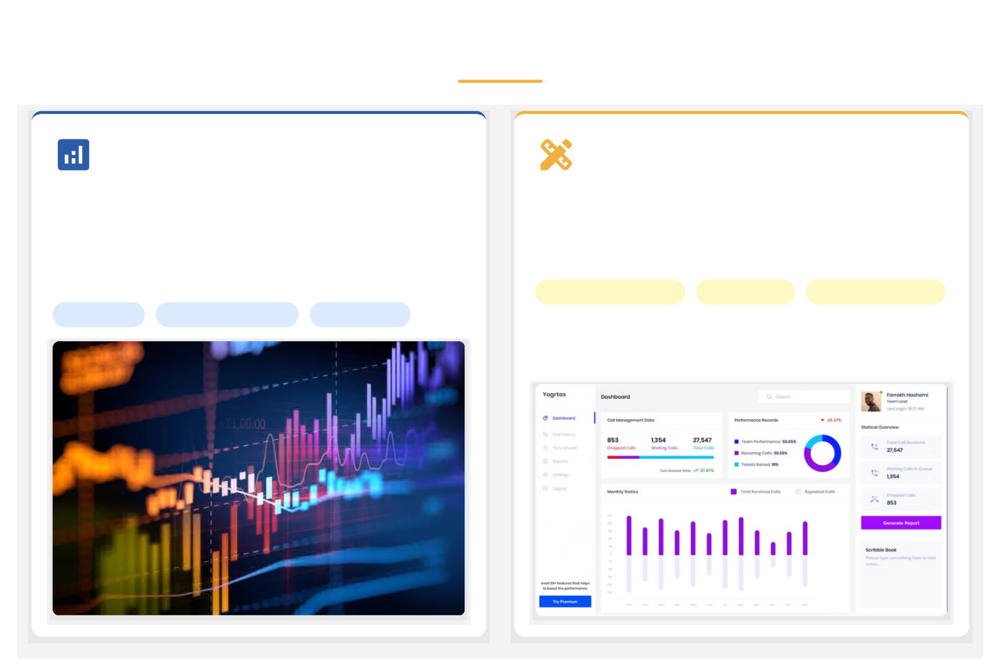 +11,00.00
Yogrtas
Dashboard
Call History
Time Sheets
Reports
Settings
Logout
Avail 30+ features that helps
to boost the performance
Try Premium
Dashboard
Search
Call Management Data
853
1,354
27,547
Dropped Calls
Waiting Calls
Total Calls
Turn Around Time:
37.47%
Performance Records
25.37%
Team Performance: 50.65%
Recurring Calls: 30.35%
Tickets Raised: 19%
Monthly Statics
Total Received Calls
Repeated Calls
Jan Feb Mar Apr May Jun Jul Aug Sep Oct Nov Dec
Farrokh Hashemi
Team Lead
Last Login: 10:37 AM
Statical Overview
Total Call Received
27,547
Waiting Calls in Queue
1,354
Dropped Calls
853
Generate Report
Scribble Book
Please type something here to take
notes..